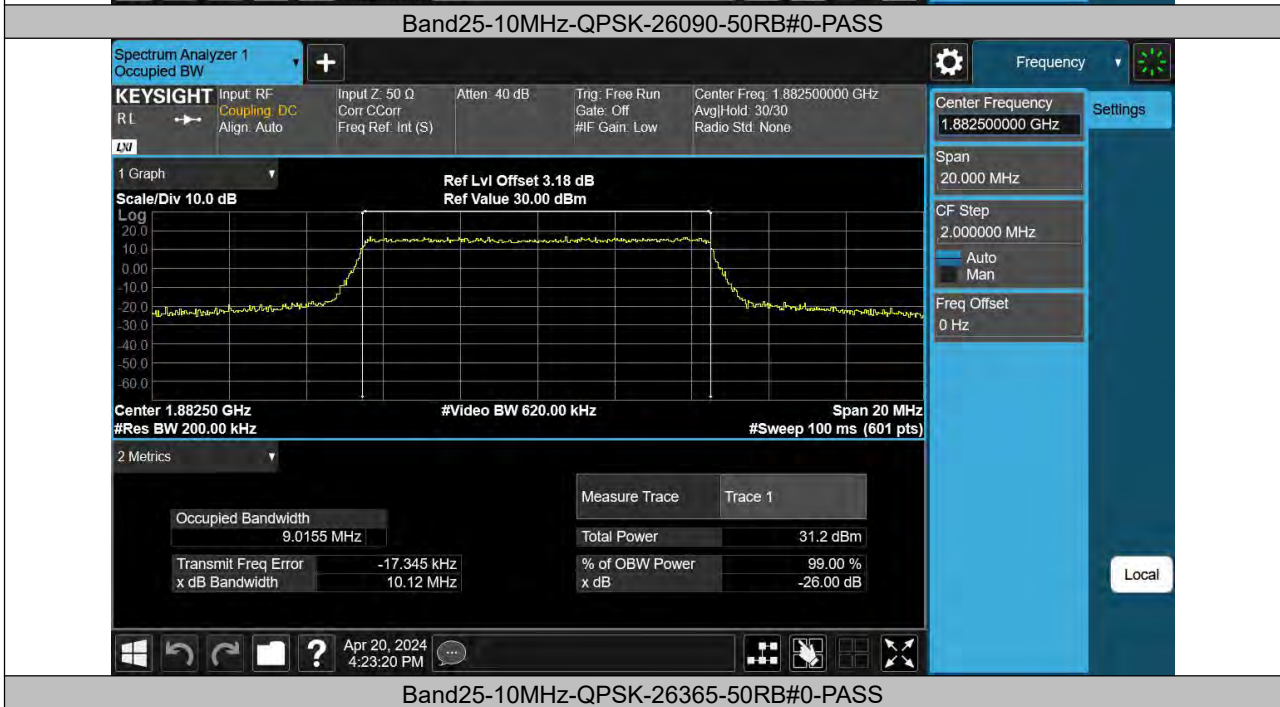 Band25-10MHz-QPSK-26090-50RB#0-PASS
Spectrum Analyzer 1
Occupied BW
Frequency
KEYSIGHT
RL
LXI
Input: RF
Coupling: DC
Align: Auto
Input Z: 50 Ω
Corr CCorr
Freq Ref: Int (S)
Atten: 40 dB
Trig: Free Run
Gate: Off
#IF Gain: Low
Center Freq: 1.882500000 GHz
Avg|Hold: 30/30
Radio Std: None
Center Frequency
1.882500000 GHz
Settings
Span
20.000 MHz
CF Step
2.000000 MHz
Auto
Man
Freq Offset
0 Hz
1 Graph
Scale/Div 10.0 dB
Ref Lvl Offset 3.18 dB
Ref Value 30.00 dBm
Log
20.0
10.0
0.00
-10.0
-20.0
-30.0
-40.0
-50.0
-60.0
Center 1.88250 GHz
#Video BW 620.00 kHz
Span 20 MHz
#Res BW 200.00 kHz
#Sweep 100 ms (601 pts)
2 Metrics
Measure Trace
Trace 1
Occupied Bandwidth
9.0155 MHz
Total Power
31.2 dBm
Transmit Freq Error
-17.345 kHz
% of OBW Power
99.00 %
x dB Bandwidth
10.12 MHz
x dB
-26.00 dB
Local
?
Apr 20, 2024
4:23:20 PM
Band25-10MHz-QPSK-26365-50RB#0-PASS